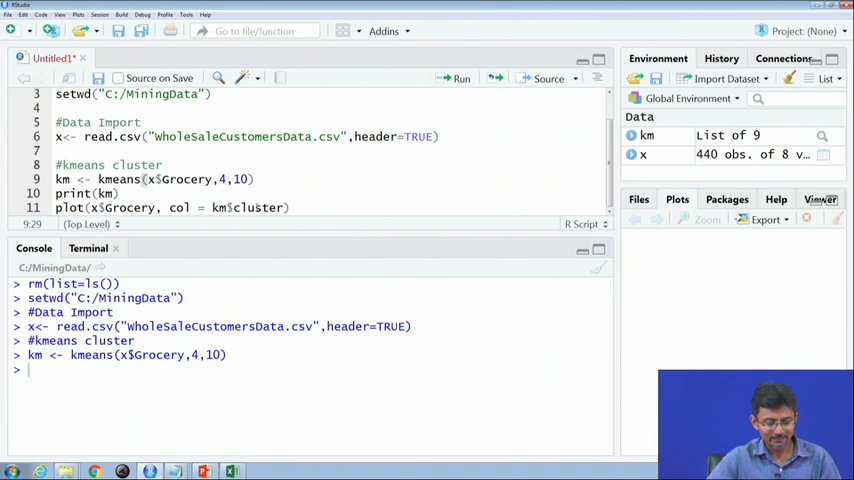 RStudio
File Edit Code View Plots Session Build Debug Profile Tools Help
Go to file/function
Addins
Project: (None)
Untitled1*
Source on Save
Run
Source
3 setwd("C:/MiningData")
4
5 #Data Import
6 x<- read.csv("WholeSaleCustomersData.csv",header=TRUE)
7
8 #kmeans cluster
9 km <- kmeans(x$Grocery,4,10)
10 print(km)
11 plot(x$Grocery, col = km$cluster)
9:29 (Top Level) R Script
Console Terminal
C:/MiningData/
> rm(list=ls())
> setwd("C:/MiningData")
> #Data Import
> x<- read.csv("WholeSaleCustomersData.csv",header=TRUE)
> #kmeans cluster
> km <- kmeans(x$Grocery,4,10)
>
Environment History Connections
Import Dataset List
Global Environment
Data
km List of 9
x 440 obs. of 8 v…
Files Plots Packages Help Viewer
Zoom Export